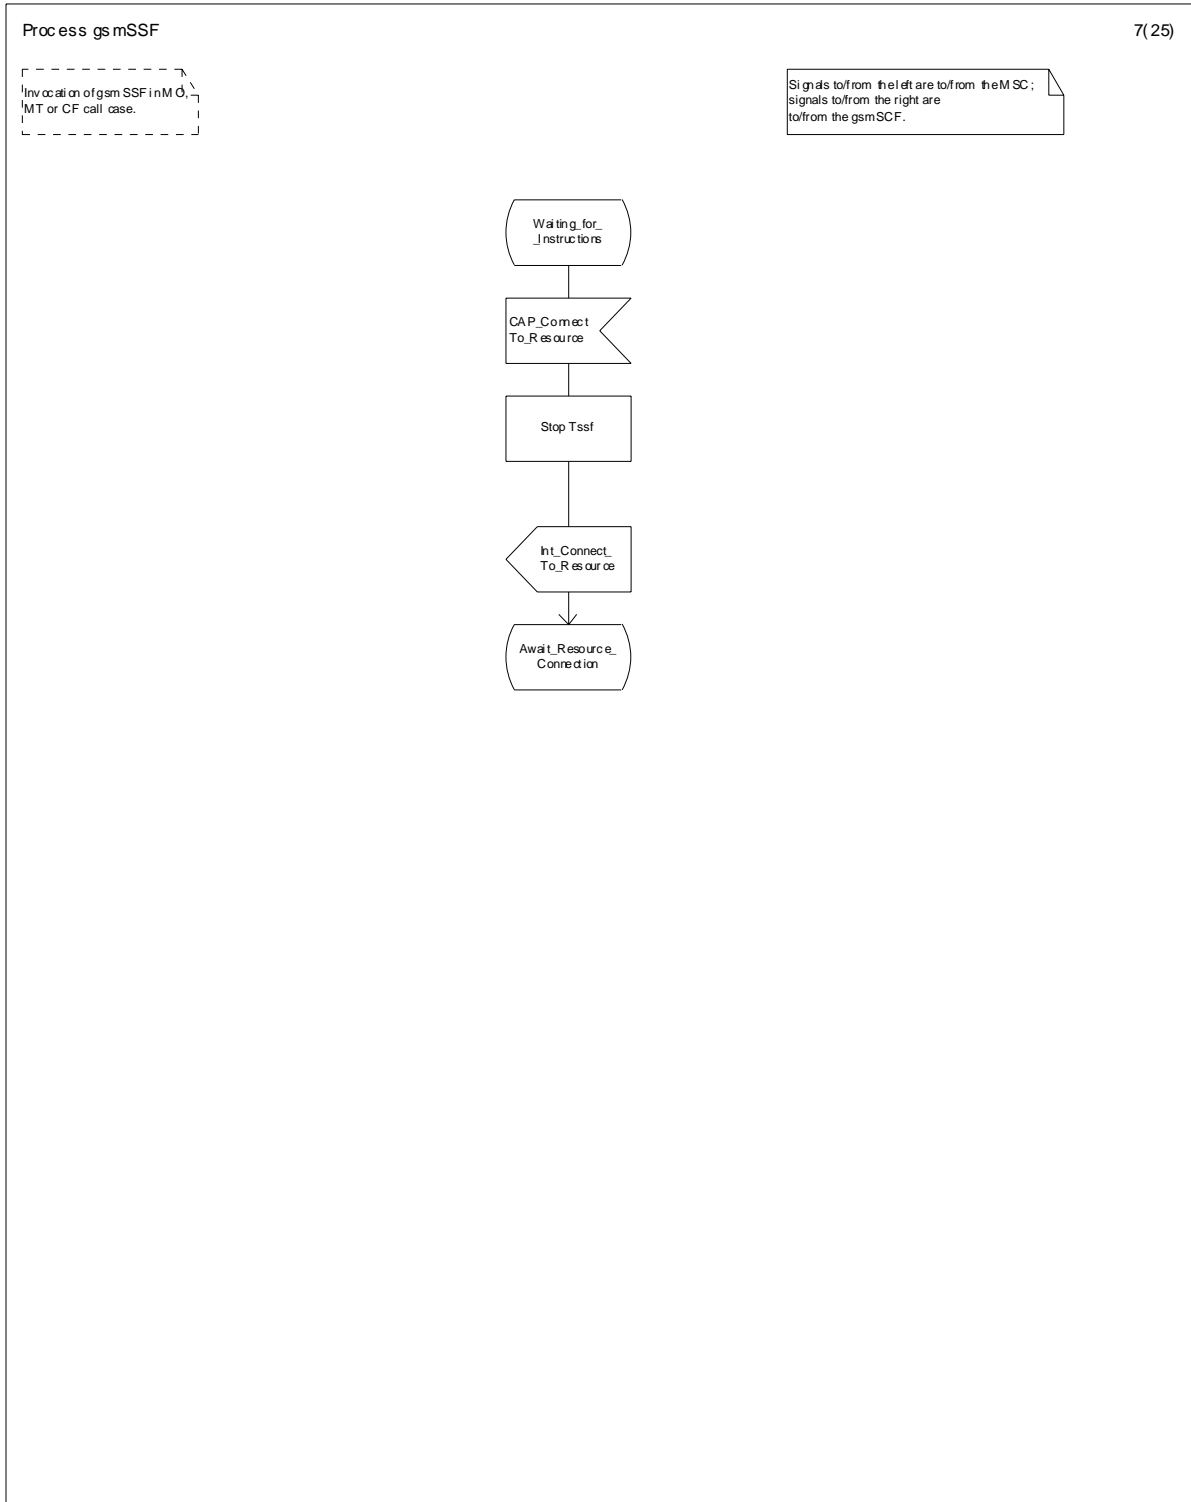 Process gsmSSF
7(25)
Invocation of gsmSSF in MO,
MT or CF call case.
Signals to/from the left are to/from the MSC;
signals to/from the right are
to/from the gsmSCF.
Waiting_for_
_Instructions
CAP_Connect
To_Resource
Stop Tssf
Int_Connect_
To_Resource
Await_Resource_
Connection